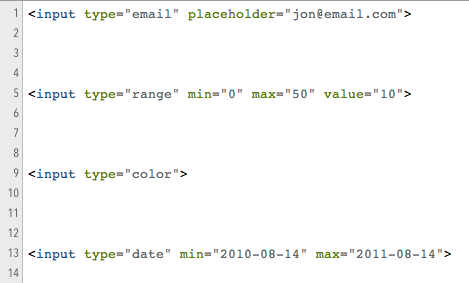 1 <input type="email" placeholder="jon@email.com">
2
3
4
5 <input type="range" min="0" max="50" value="10">
6
7
8
9 <input type="color">
10
11
12
13 <input type="date" min="2010-08-14" max="2011-08-14">
14